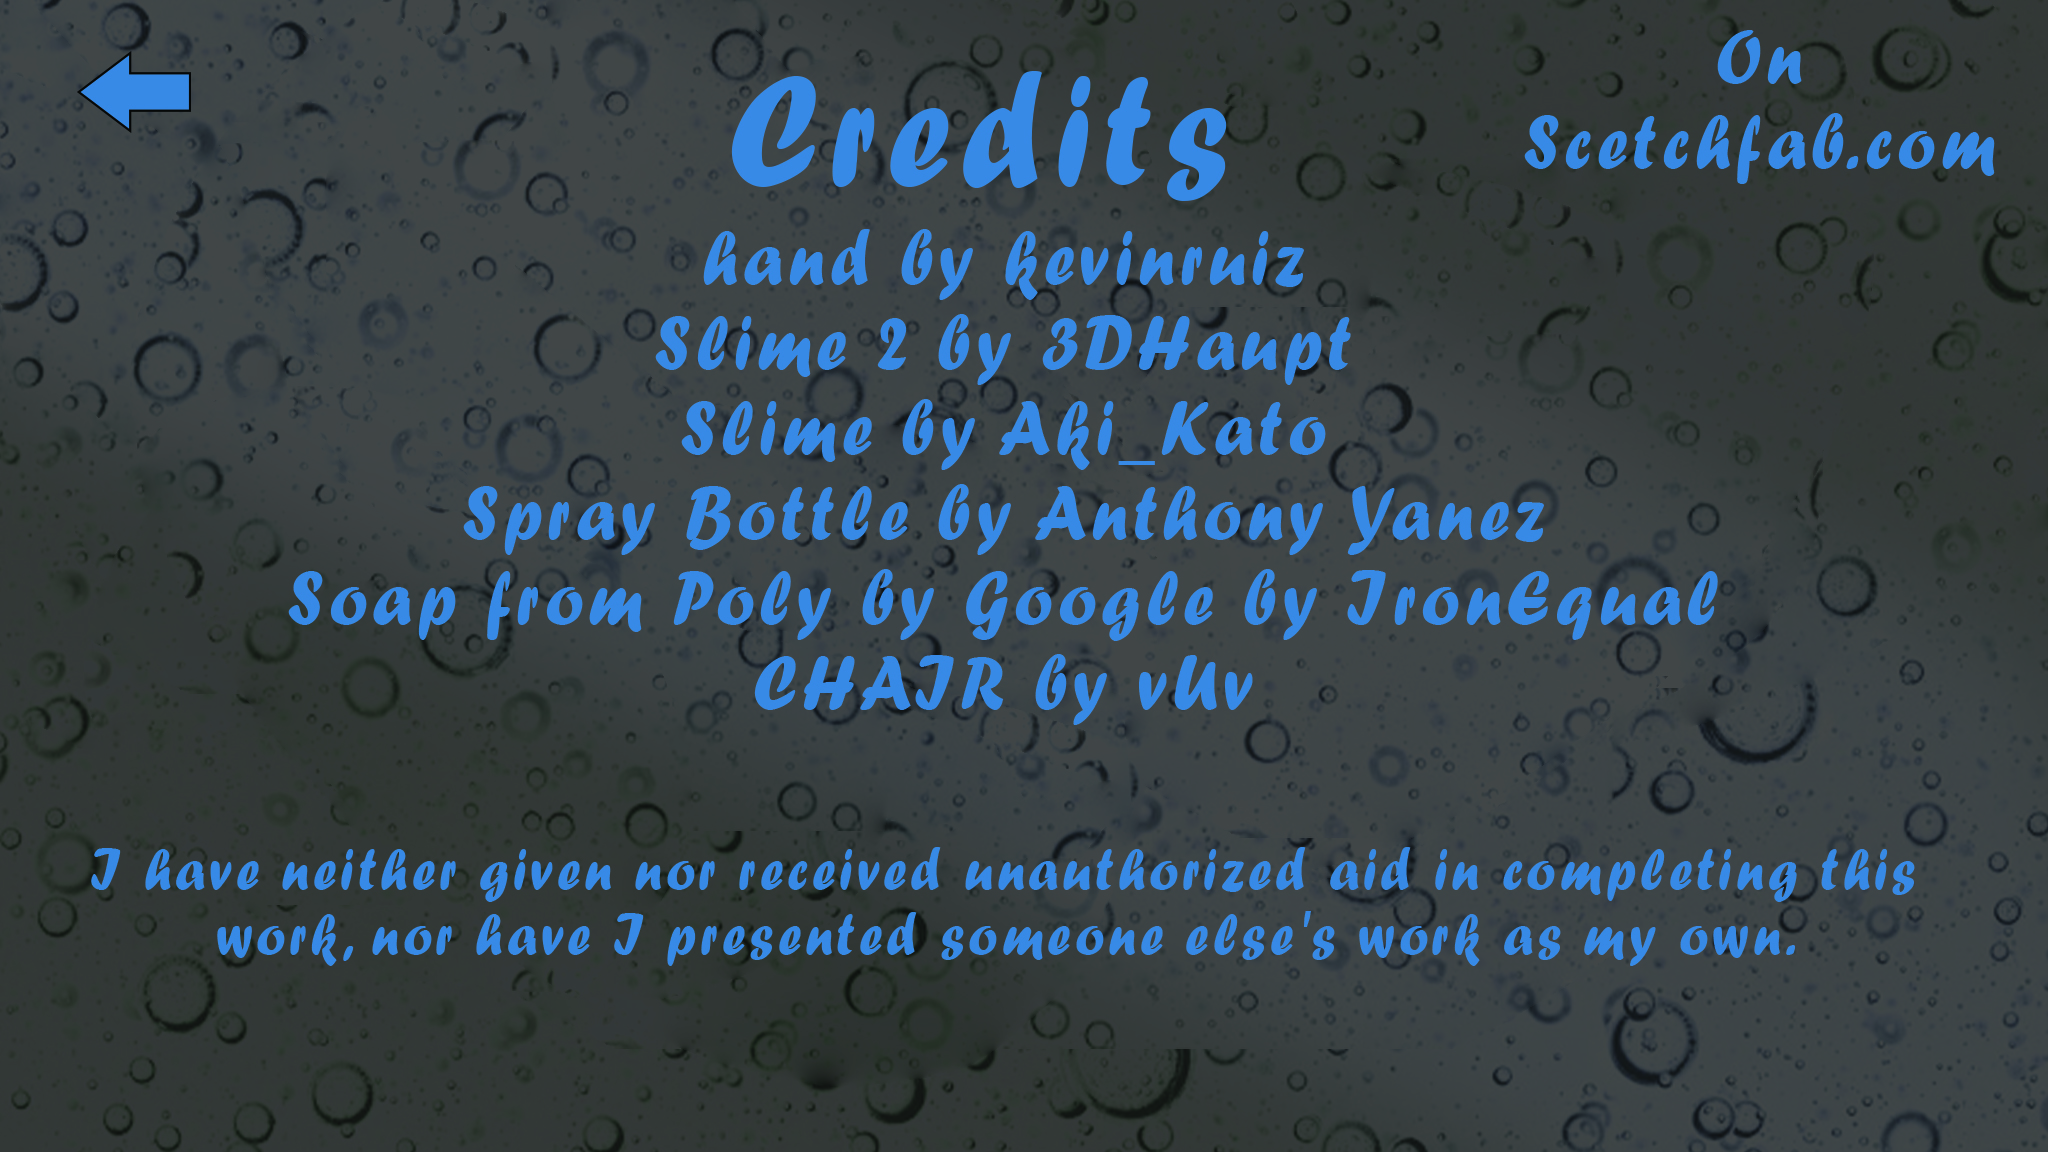 On
Scetchfab.com
Credits
hand by kevinruiz
Slime 2 by 3DHaupt
Slime by Aki_Kato
Spray Bottle by Anthony Yanez
Soap from Poly by Google by IronEqual
CHAIR by vUv
I have neither given nor received unauthorized aid in completing this
work, nor have I presented someone else's work as my own.